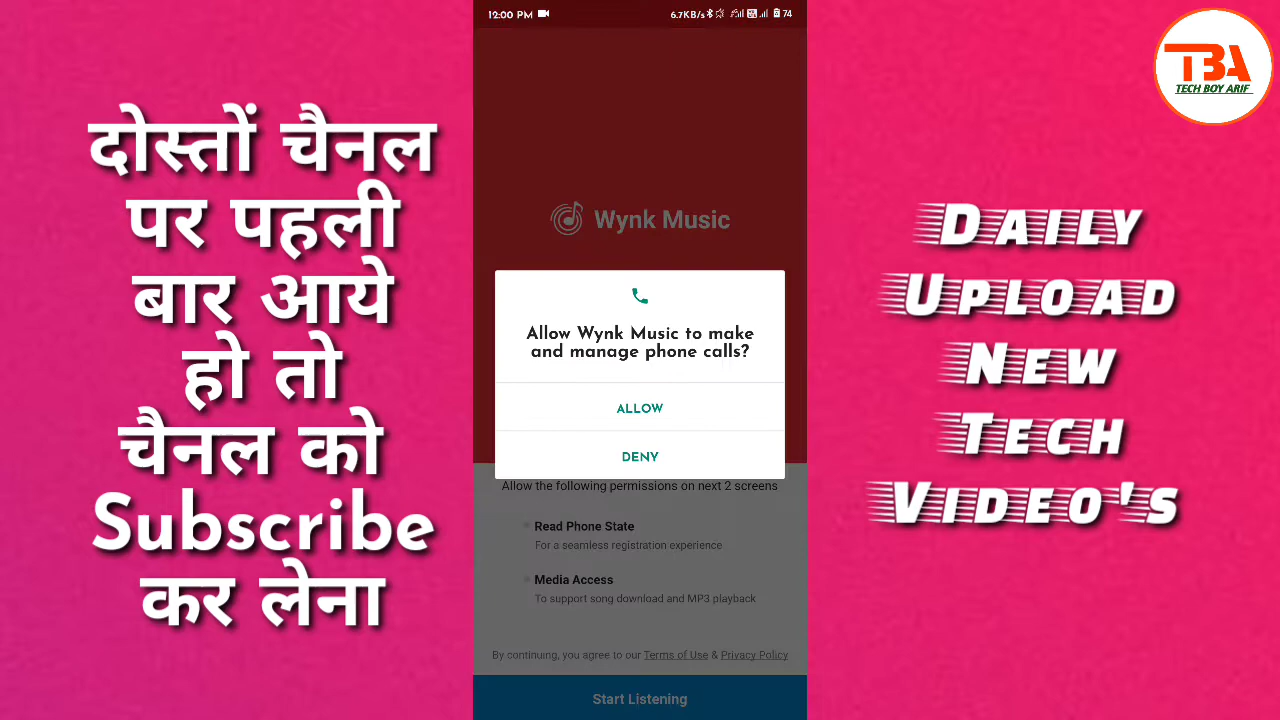 दोस्तों चैनल
पर पहली
बार आये
हो तो
चैनल को
Subscribe
कर लेना
12:00 PM
6.7KB/s
74
Wynk Music
Allow Wynk Music to make
and manage phone calls?
ALLOW
DENY
Allow the following permissions on next 2 screens
Read Phone State
For a seamless registration experience
Media Access
To support song download and MP3 playback
By continuing, you agree to our Terms of Use & Privacy Policy
Start Listening
TBA
TECH BOY ARIF
Daily
Upload
New
Tech
Video's